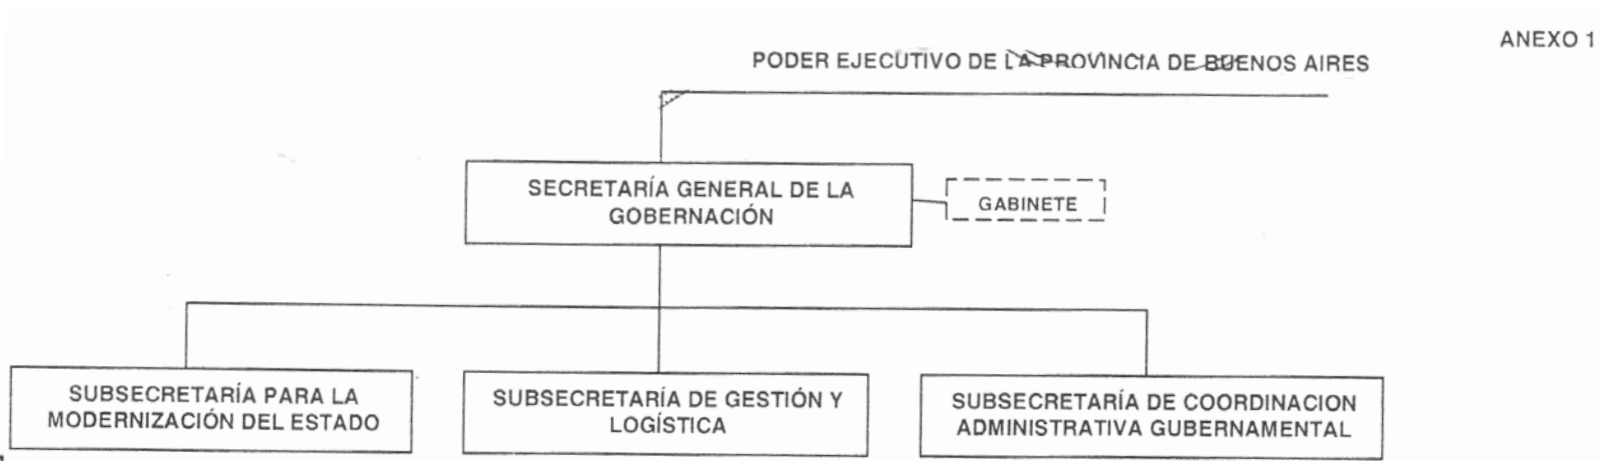 ANEXO 1
PODER EJECUTIVO DE LA PROVINCIA DE BUENOS AIRES
SECRETARÍA GENERAL DE LA
GOBERNACIÓN
GABINETE
SUBSECRETARÍA PARA LA
MODERNIZACIÓN DEL ESTADO
SUBSECRETARÍA DE GESTIÓN Y
LOGÍSTICA
SUBSECRETARÍA DE COORDINACION
ADMINISTRATIVA GUBERNAMENTAL